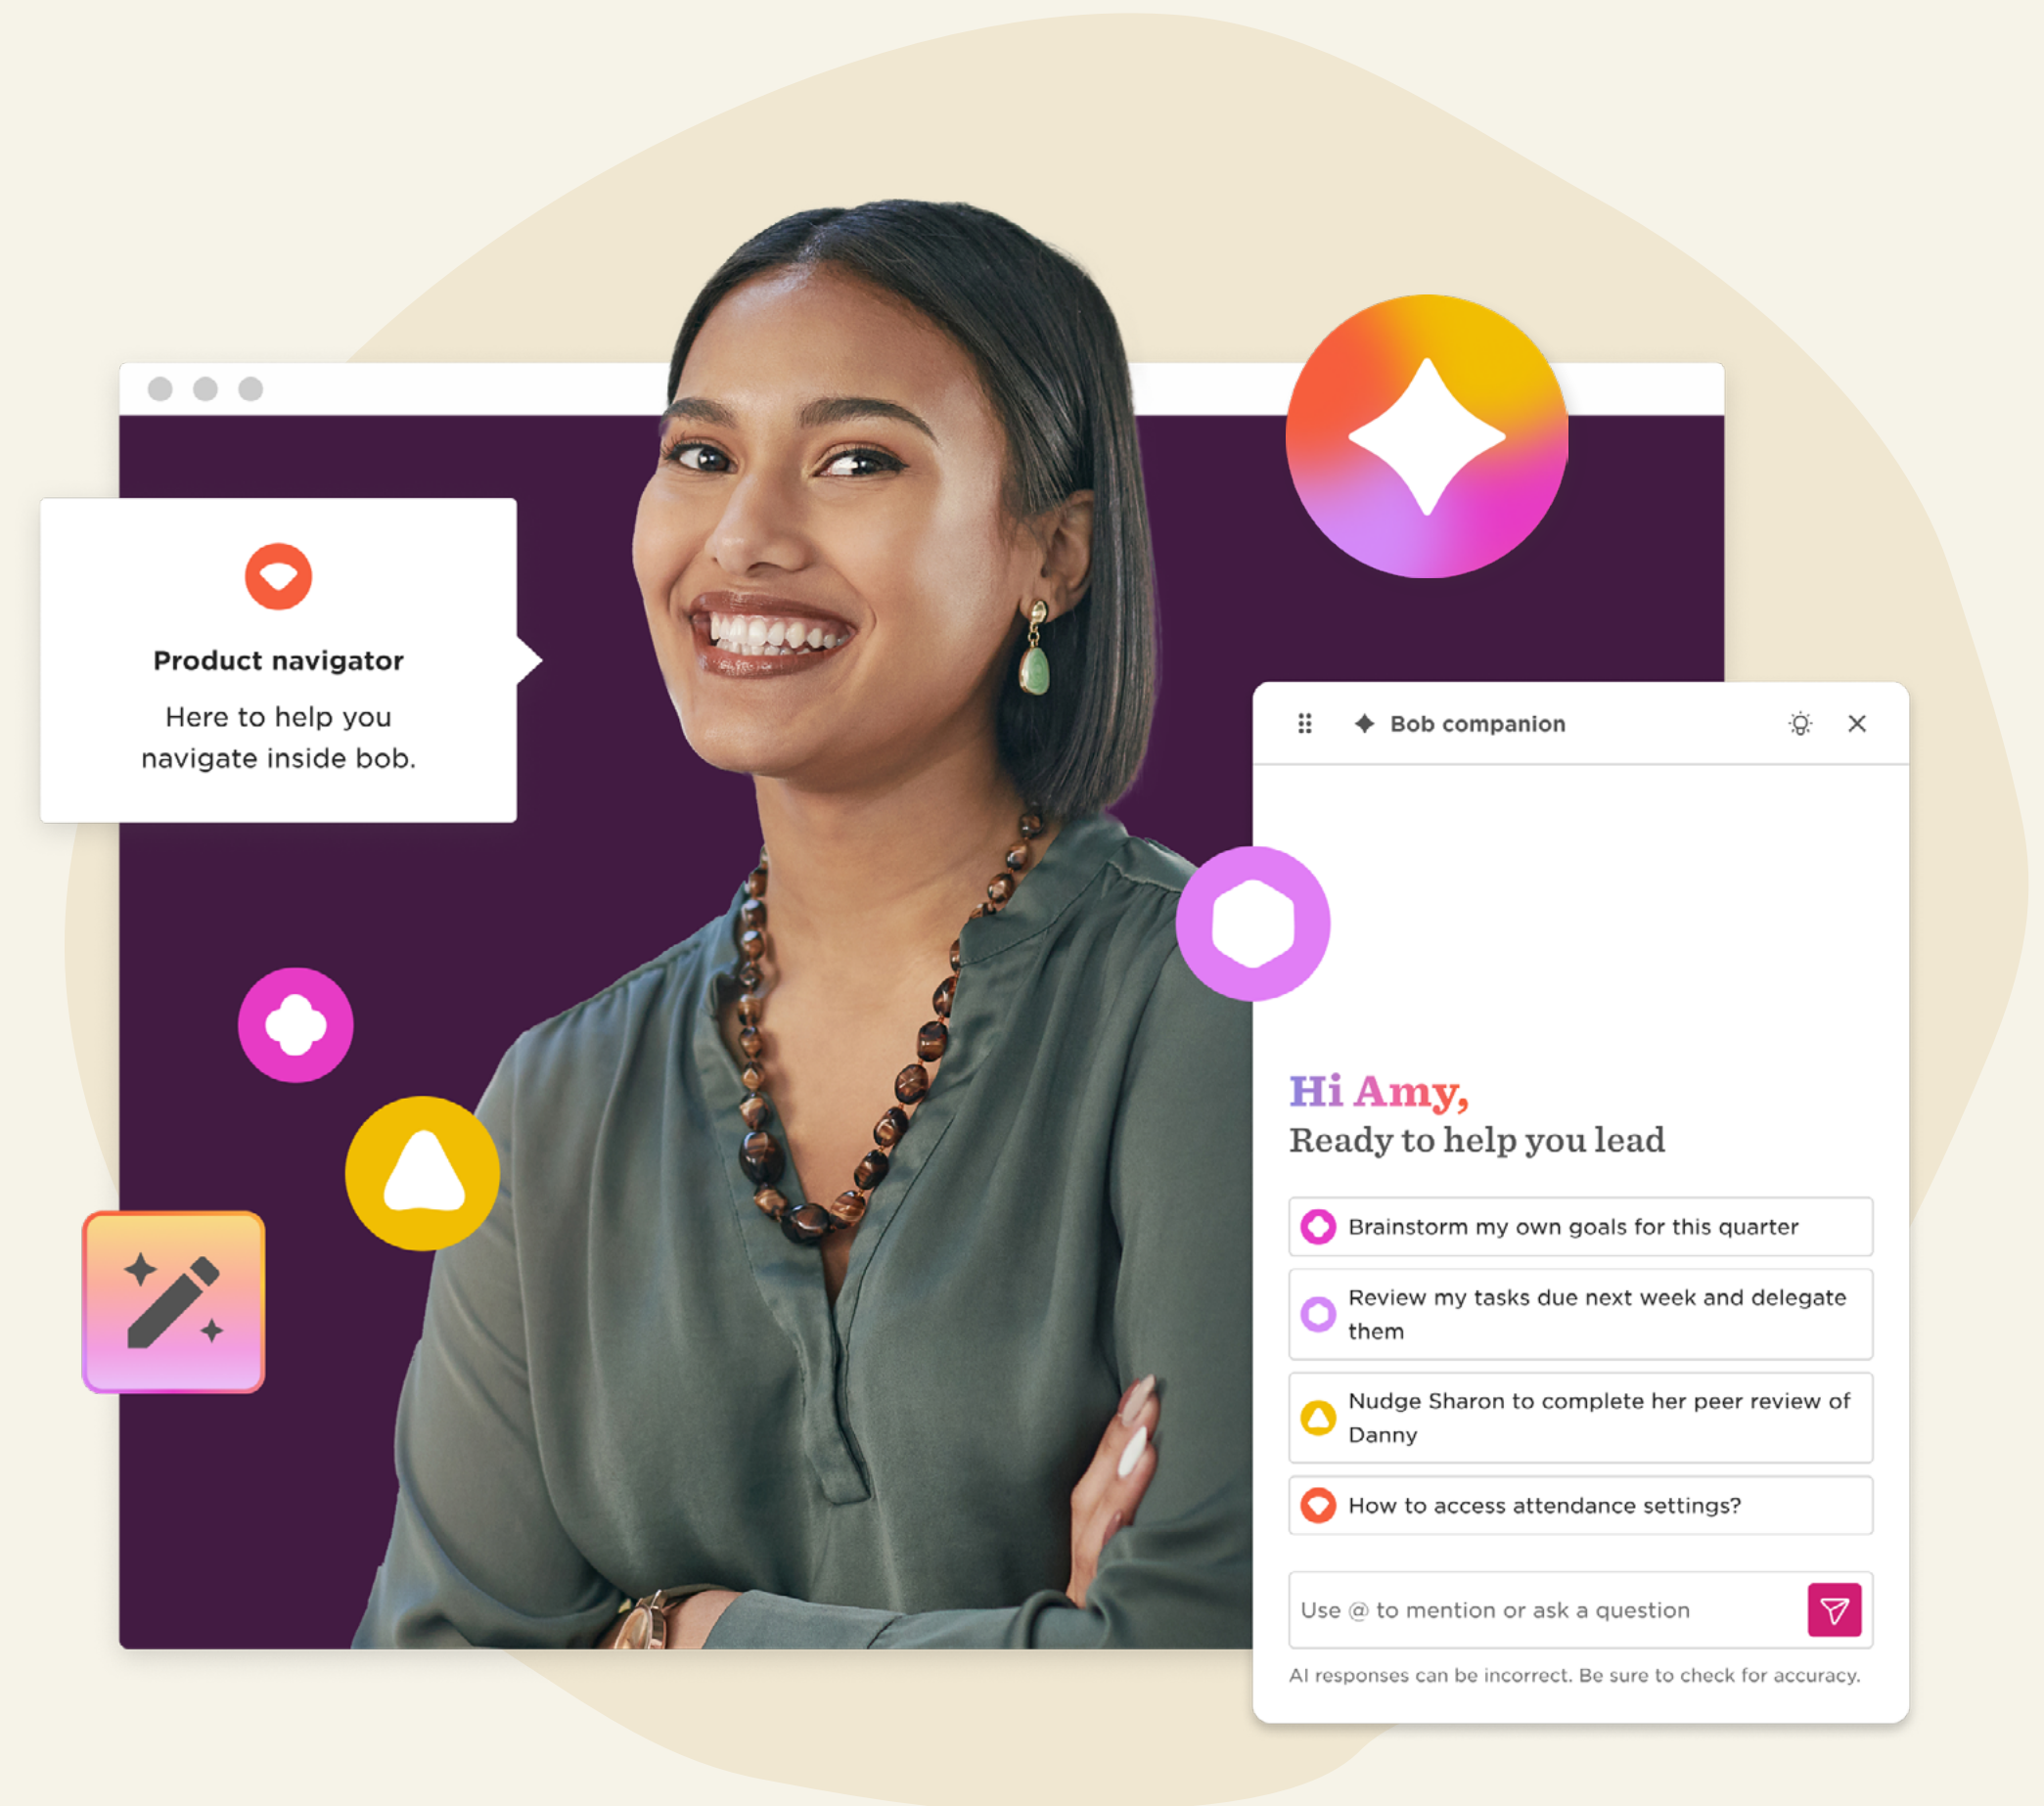 Product navigator
Here to help you
navigate inside bob.
Bob companion
Hi Amy,
Ready to help you lead
Brainstorm my own goals for this quarter
Review my tasks due next week and delegate
them
Nudge Sharon to complete her peer review of
Danny
How to access attendance settings?
Use @ to mention or ask a question
AI responses can be incorrect. Be sure to check for accuracy.